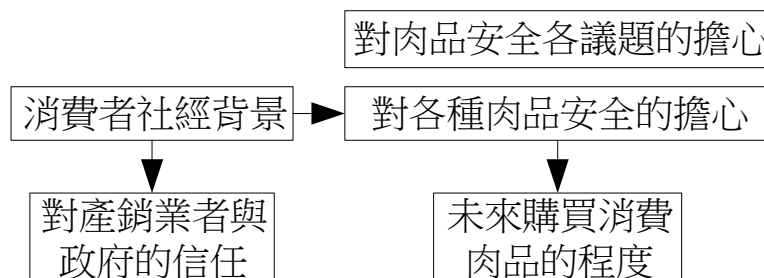 對肉品安全各議題的擔心
消費者社經背景
對各種肉品安全的擔心
對產銷業者與
政府的信任
未來購買消費
肉品的程度